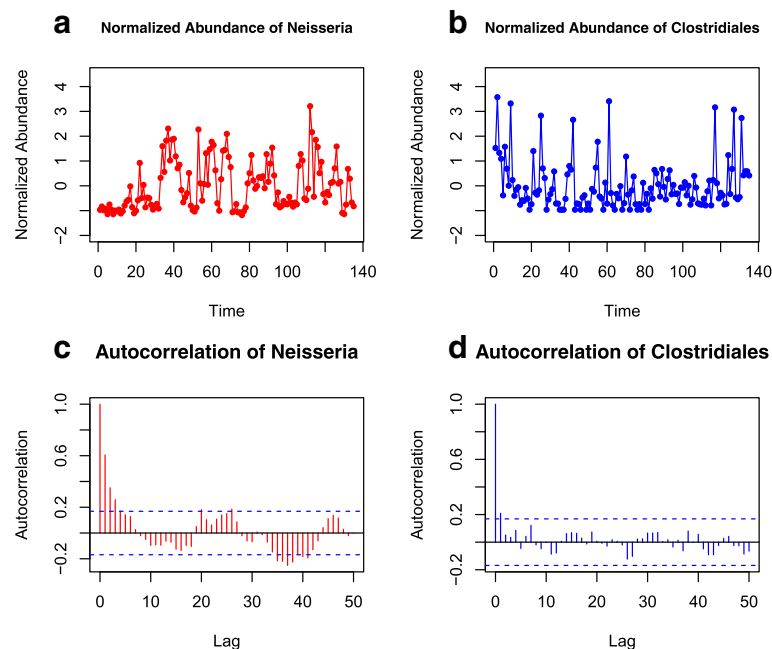 a Normalized Abundance of Neisseria
Normalized Abundance
4
3
2
1
0
−2
0 20 40 60 80 100 140
Time
b Normalized Abundance of Clostridiales
Normalized Abundance
4
3
2
1
0
−2
0 20 40 60 80 100 140
Time
c Autocorrelation of Neisseria
Autocorrelation
1.0
0.6
0.2
−0.2
0 10 20 30 40 50
Lag
d Autocorrelation of Clostridiales
Autocorrelation
1.0
0.6
0.2
−0.2
0 10 20 30 40 50
Lag